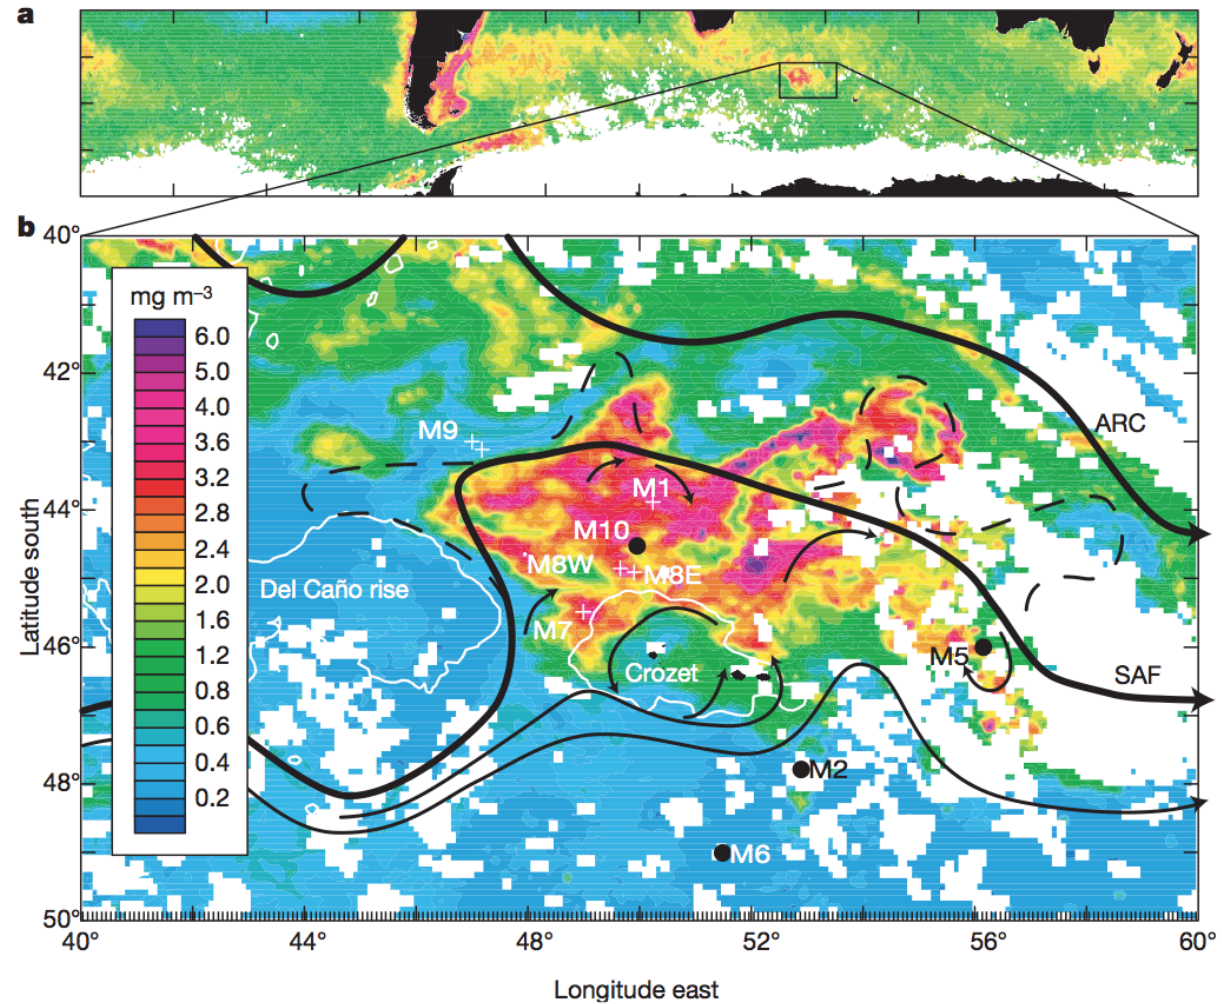 a
b
40°
mg m–3
6.0
5.0
4.0
3.6
3.2
2.8
2.4
2.0
1.6
1.2
0.8
0.6
0.4
0.2
42°
44°
46°
48°
50°
Latitude south
ARC
M9
M1
M10
M8W
M8E
Del Caño rise
M7
Crozet
M5
SAF
M2
M6
40°
44°
48°
52°
56°
60°
Longitude east